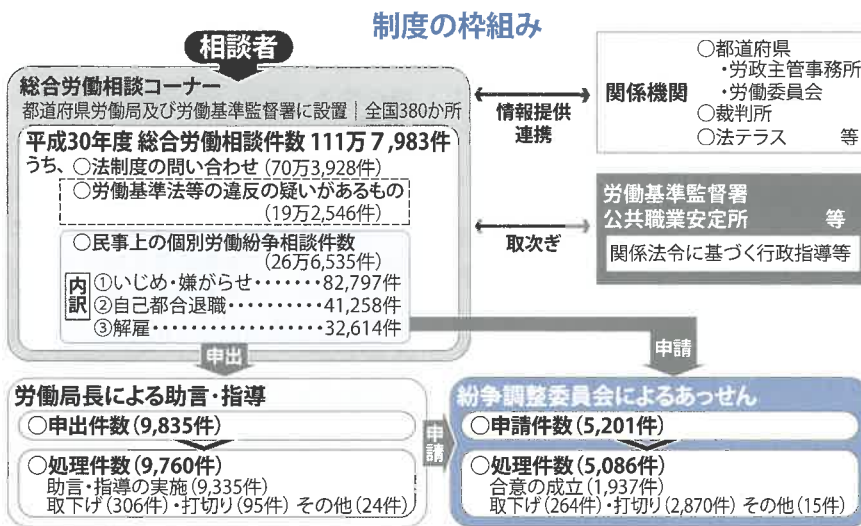 制度の枠組み
相談者
総合労働相談コーナー
都道府県労働局及び労働基準監督署に設置｜全国380か所
平成30年度 総合労働相談件数 111万7,983件
うち、○法制度の問い合わせ(70万3,928件)
○労働基準法等の違反の疑いがあるもの
(19万2,546件)
○民事上の個別労働紛争相談件数
(26万6,535件)
内訳
①いじめ・嫌がらせ・・・・・・・82,797件
②自己都合退職・・・・・・・・・・41,258件
③解雇・・・・・・・・・・・・・・・・・32,614件
情報提供
連携
関係機関
○都道府県
・労政主管事務所
・労働委員会
○裁判所
○法テラス 等
取次ぎ
労働基準監督署
公共職業安定所 等
関係法令に基づく行政指導等
申出
申請
労働局長による助言・指導
○申出件数(9,835件)
○処理件数(9,760件)
助言・指導の実施(9,335件)
取下げ(306件)・打切り(95件) その他(24件)
申請
紛争調整委員会によるあっせん
○申請件数(5,201件)
○処理件数(5,086件)
合意の成立(1,937件)
取下げ(264件)・打切り(2,870件) その他(15件)